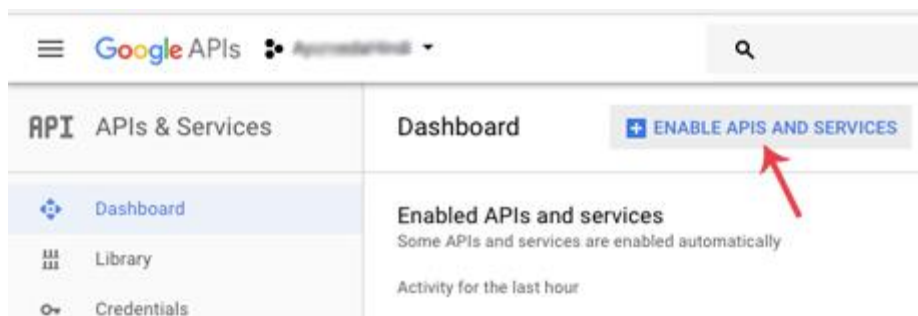 Google APIs
API APIs & Services
Dashboard
ENABLE APIS AND SERVICES
Dashboard
Library
Credentials
Enabled APIs and services
Some APIs and services are enabled automatically
Activity for the last hour